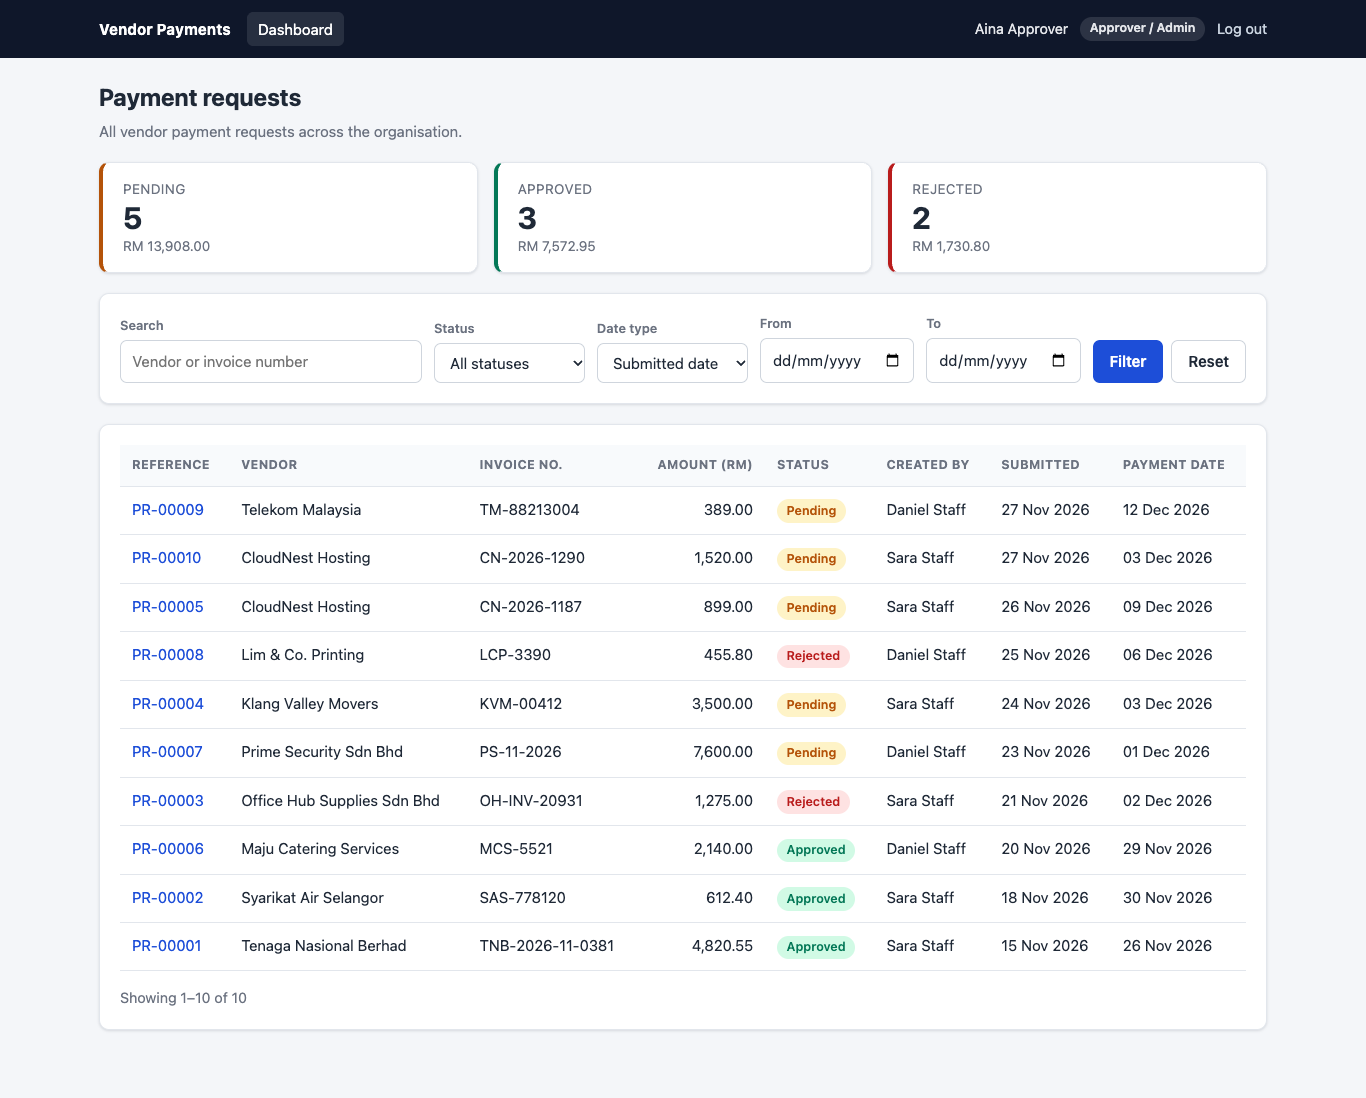 Vendor Payments Dashboard Aina Approver Approver / Admin Log out
Payment requests
All vendor payment requests across the organisation.
PENDING
5
RM 13,908.00
APPROVED
3
RM 7,572.95
REJECTED
2
RM 1,730.80
Search Status Date type From To
Vendor or invoice number All statuses Submitted date dd/mm/yyyy dd/mm/yyyy Filter Reset
REFERENCE VENDOR INVOICE NO. AMOUNT (RM) STATUS CREATED BY SUBMITTED PAYMENT DATE
PR-00009 Telekom Malaysia TM-88213004 389.00 Pending Daniel Staff 27 Nov 2026 12 Dec 2026
PR-00010 CloudNest Hosting CN-2026-1290 1,520.00 Pending Sara Staff 27 Nov 2026 03 Dec 2026
PR-00005 CloudNest Hosting CN-2026-1187 899.00 Pending Sara Staff 26 Nov 2026 09 Dec 2026
PR-00008 Lim & Co. Printing LCP-3390 455.80 Rejected Daniel Staff 25 Nov 2026 06 Dec 2026
PR-00004 Klang Valley Movers KVM-00412 3,500.00 Pending Sara Staff 24 Nov 2026 03 Dec 2026
PR-00007 Prime Security Sdn Bhd PS-11-2026 7,600.00 Pending Daniel Staff 23 Nov 2026 01 Dec 2026
PR-00003 Office Hub Supplies Sdn Bhd OH-INV-20931 1,275.00 Rejected Sara Staff 21 Nov 2026 02 Dec 2026
PR-00006 Maju Catering Services MCS-5521 2,140.00 Approved Daniel Staff 20 Nov 2026 29 Nov 2026
PR-00002 Syarikat Air Selangor SAS-778120 612.40 Approved Sara Staff 18 Nov 2026 30 Nov 2026
PR-00001 Tenaga Nasional Berhad TNB-2026-11-0381 4,820.55 Approved Sara Staff 15 Nov 2026 26 Nov 2026
Showing 1–10 of 10